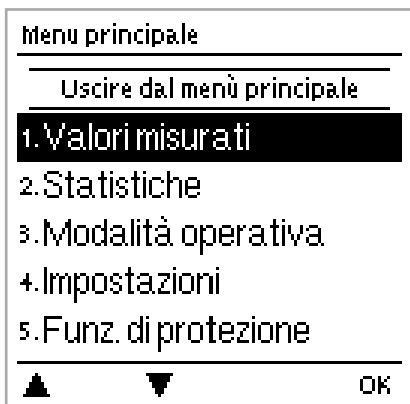 Menu principale
Uscire dal menù principale
1. Valori misurati
2. Statistiche
3. Modalità operativa
4. Impostazioni
5. Funz. di protezione
▲ ▼ OK